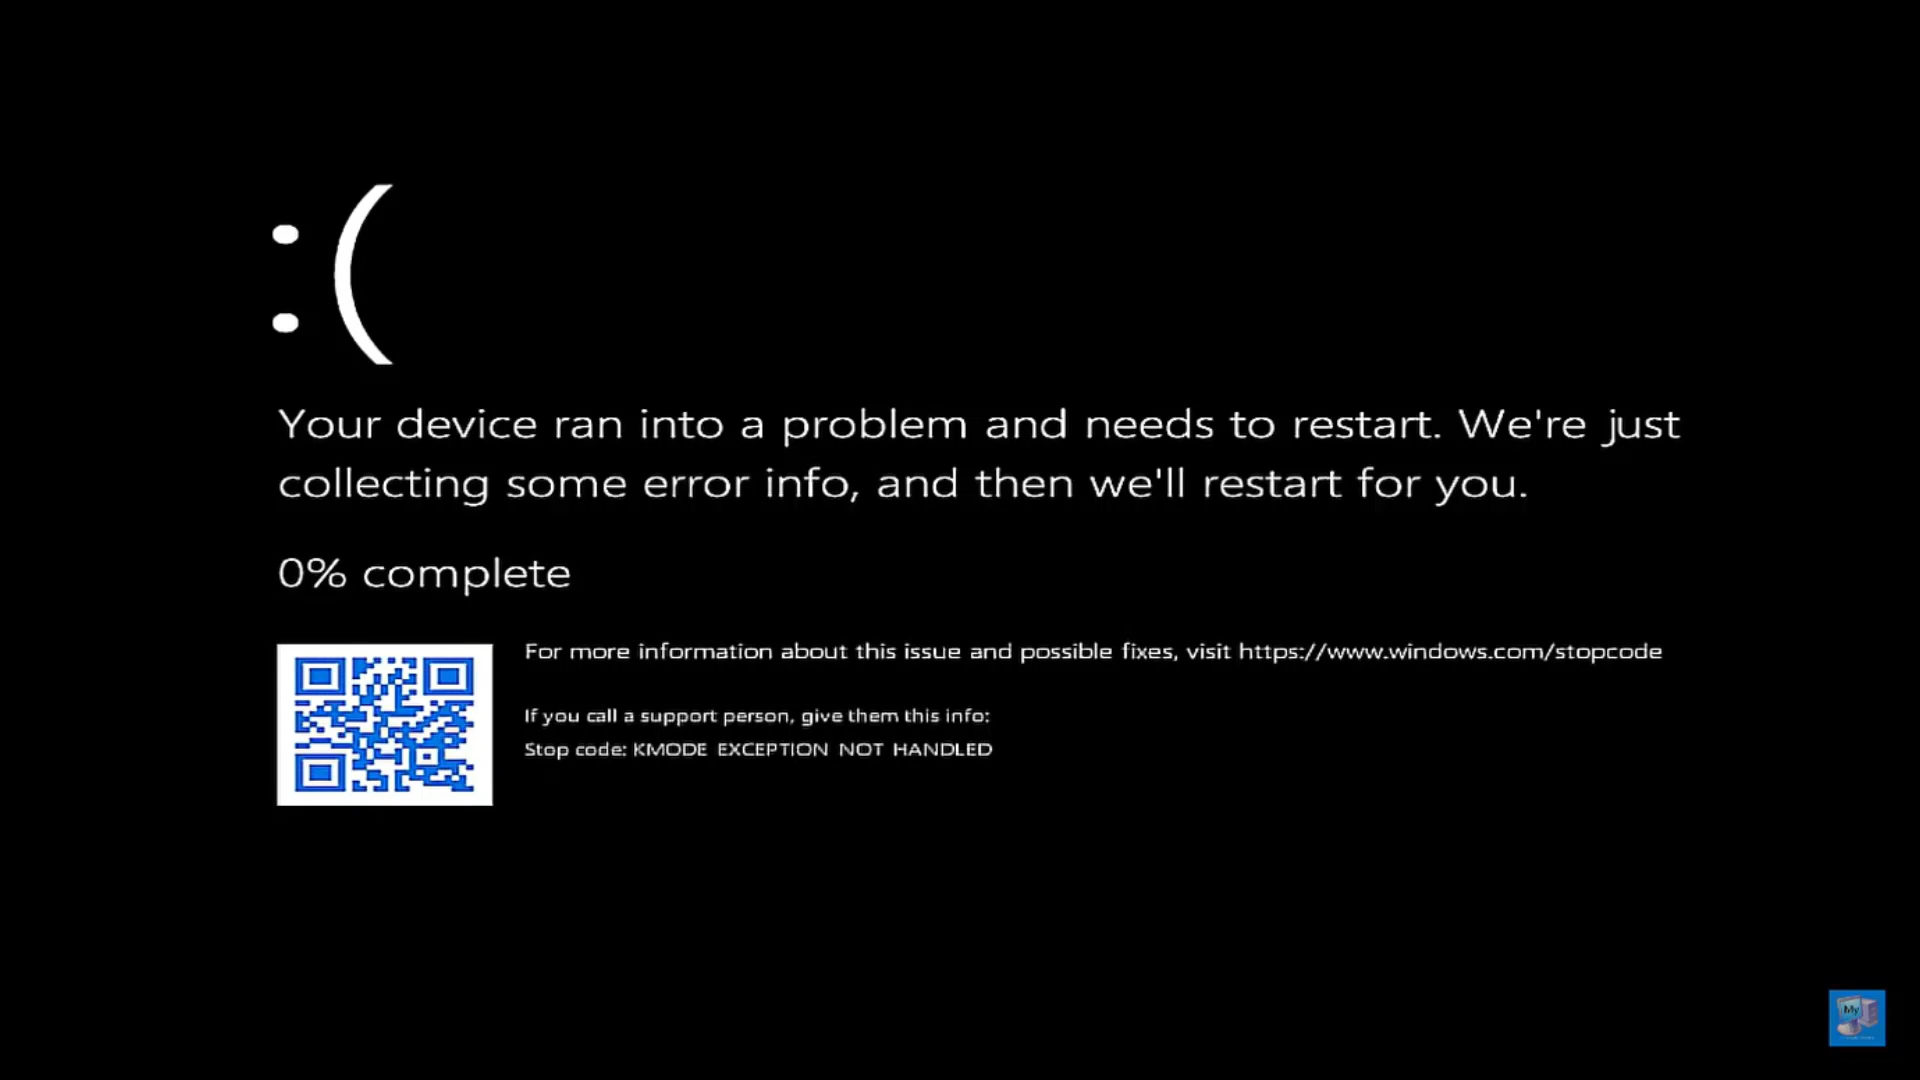 :(
Your device ran into a problem and needs to restart. We're just
collecting some error info, and then we'll restart for you.
0% complete
For more information about this issue and possible fixes, visit https://www.windows.com/stopcode
If you call a support person, give them this info:
Stop code: KMODE EXCEPTION NOT HANDLED
My